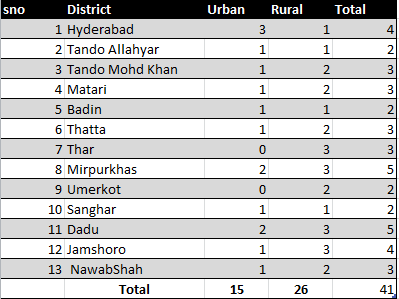 sno District Urban Rural Total
1 Hyderabad 3 1 4
2 Tando Allahyar 1 1 2
3 Tando Mohd Khan 1 2 3
4 Matari 1 2 3
5 Badin 1 1 2
6 Thatta 1 2 3
7 Thar 0 3 3
8 Mirpurkhas 2 3 5
9 Umerkot 0 2 2
10 Sanghar 1 1 2
11 Dadu 2 3 5
12 Jamshoro 1 3 4
13 NawabShah 1 2 3
Total 15 26 41